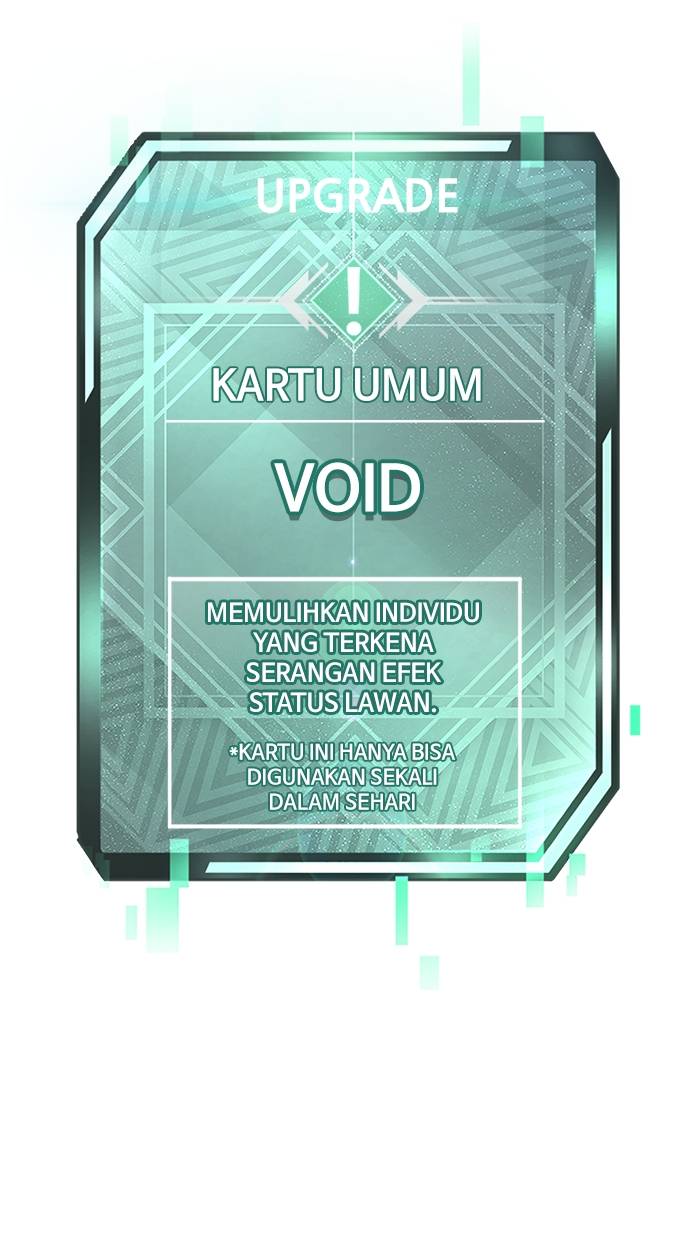 UPGRADE
!
KARTU UMUM
VOID
MEMULIHKAN INDIVIDU
YANG TERKENA
SERANGAN EFEK
STATUS LAWAN.
*KARTU INI HANYA BISA
DIGUNAKAN SEKALI
DALAM SEHARI